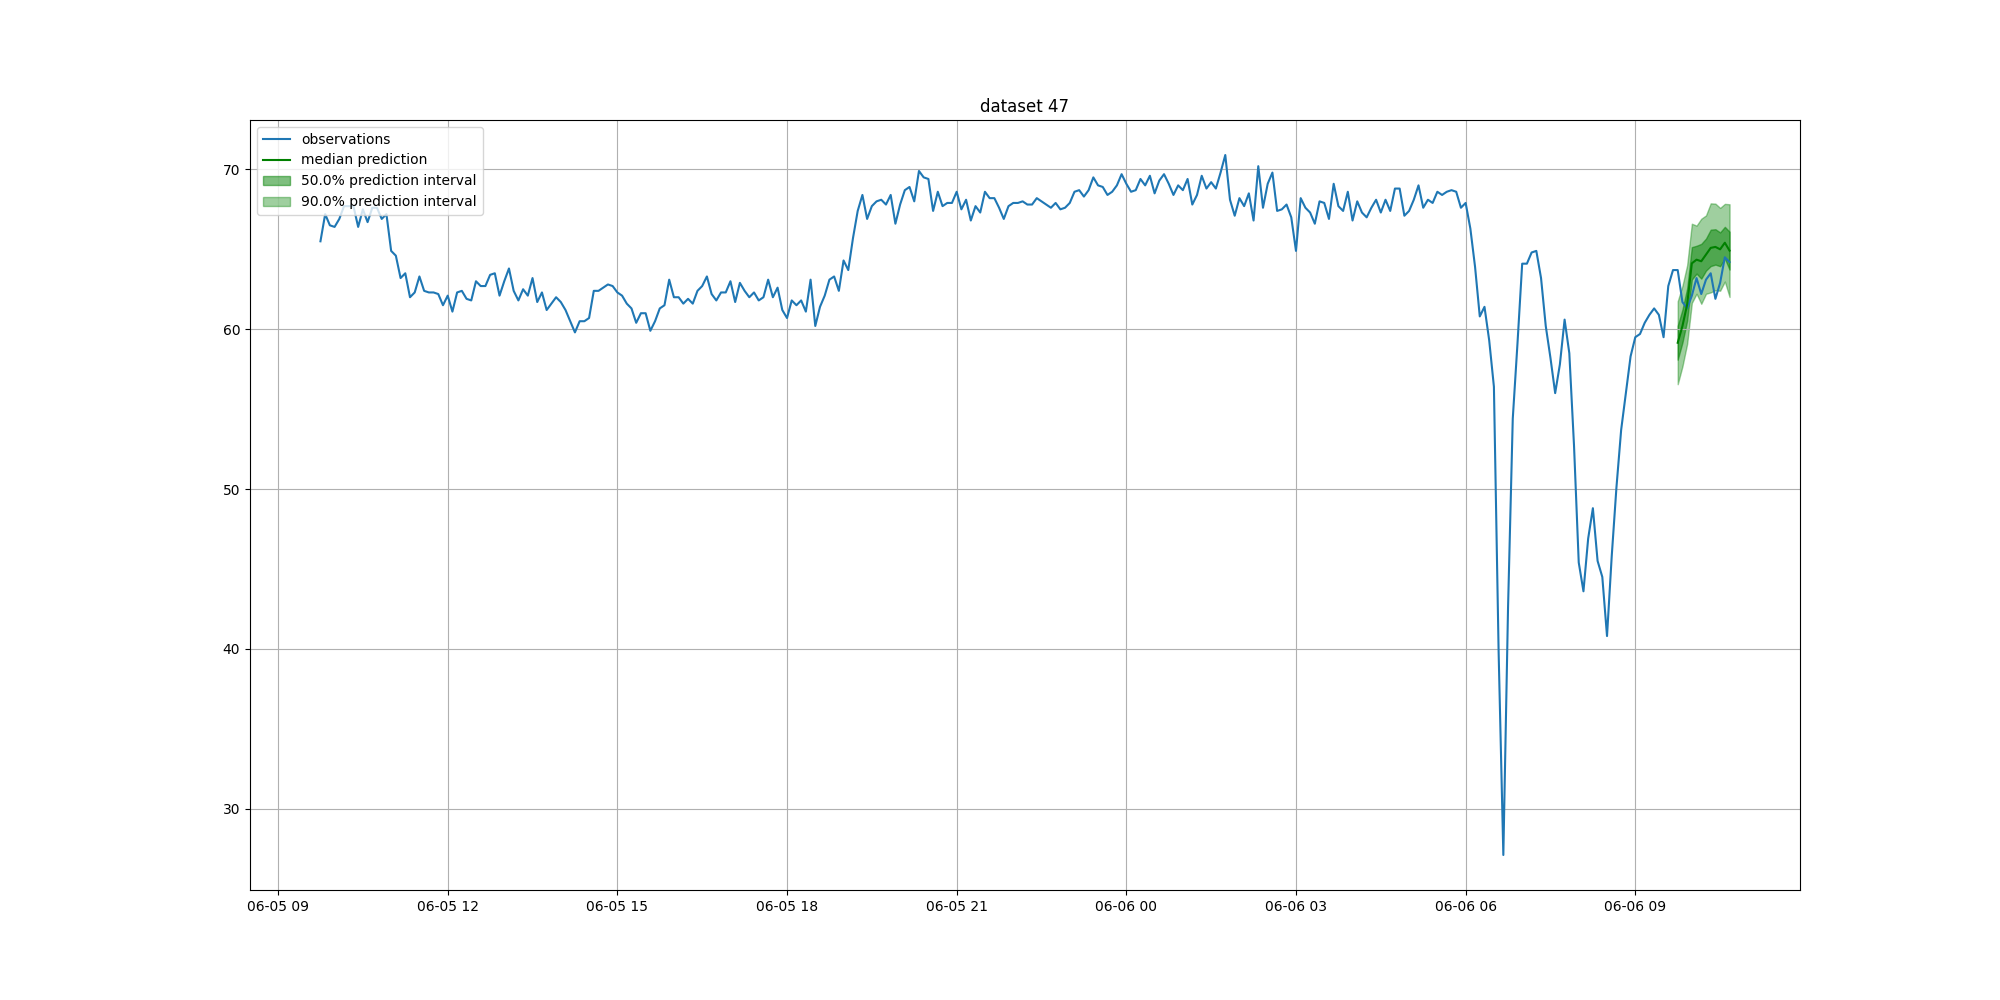 dataset 47
observations
median prediction
50.0% prediction interval
90.0% prediction interval
70
60
50
40
30
06-05 09
06-05 12
06-05 15
06-05 18
06-05 21
06-06 00
06-06 03
06-06 06
06-06 09